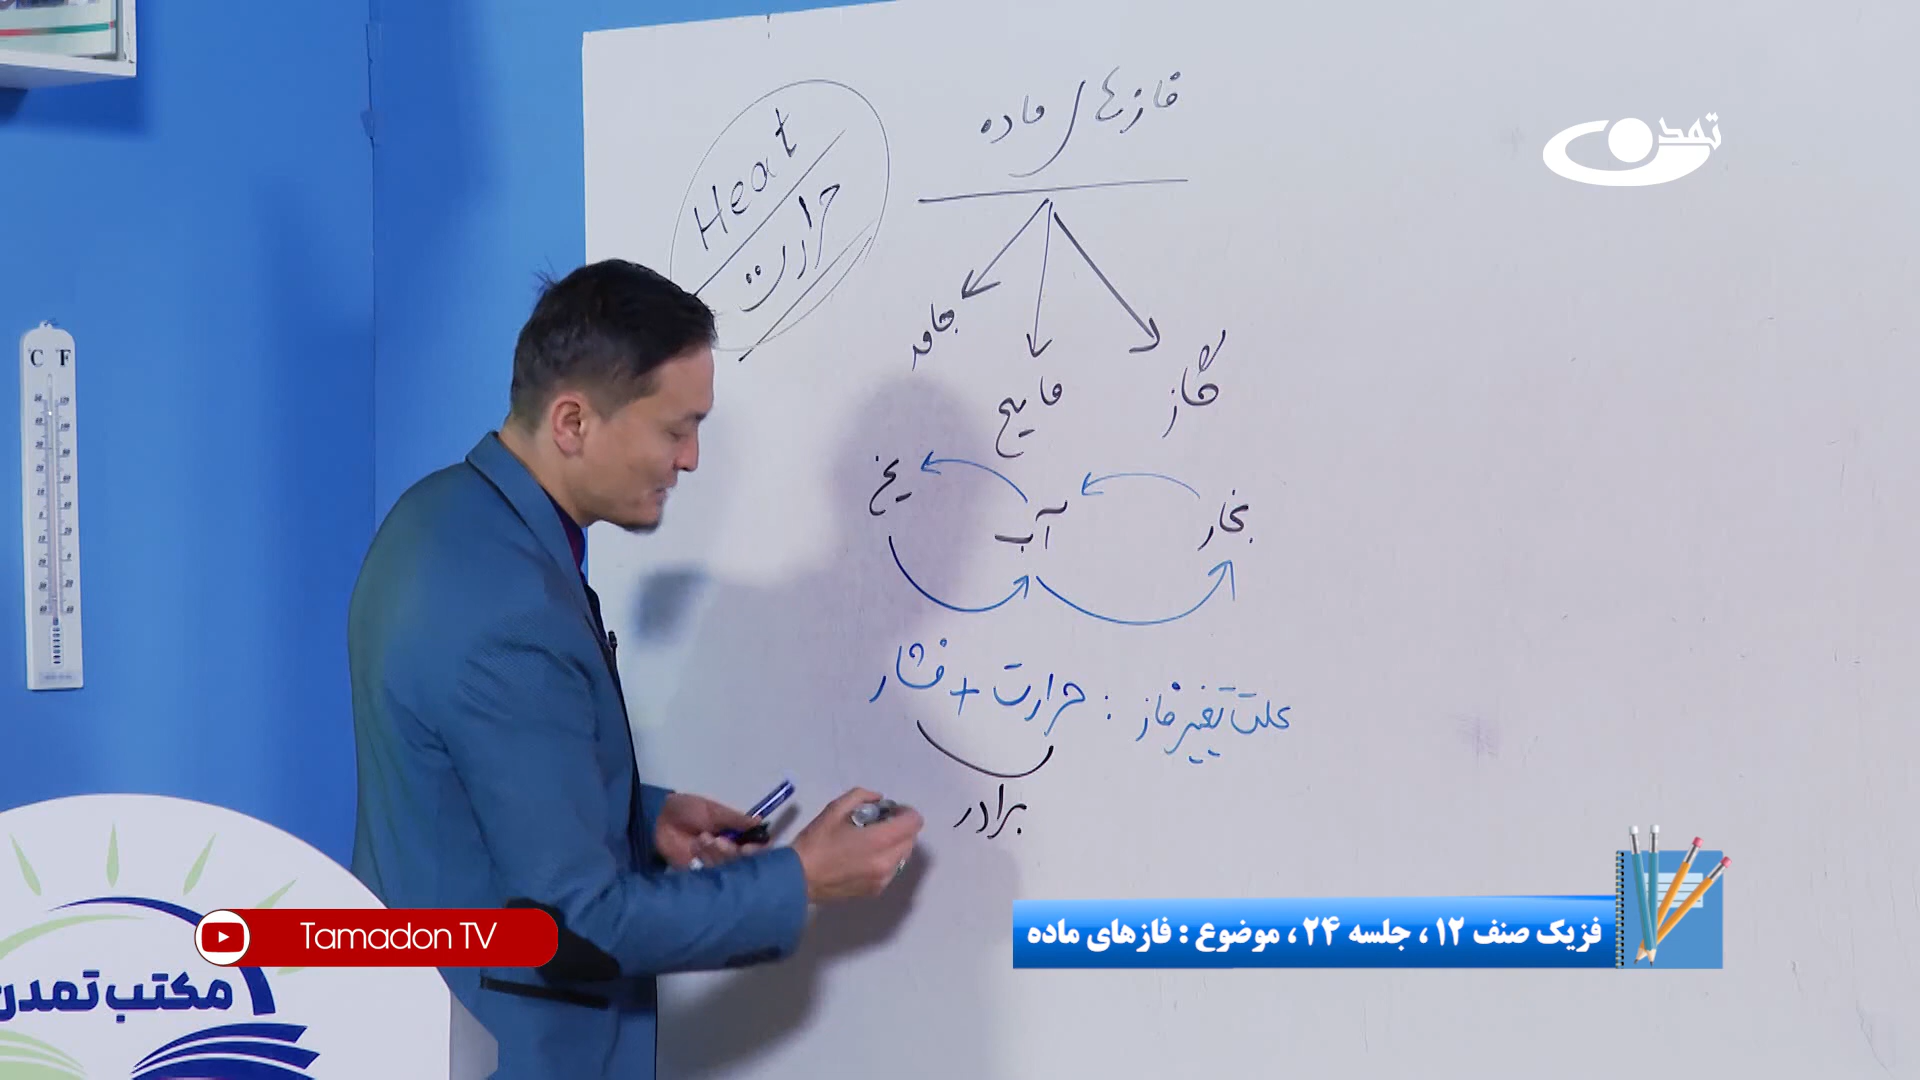 فازهای ماده
Heat
حرارت
جامد
مایع
گاز
یخ
آب
بخار
علت تغییر فاز : حرارت + فشار
برادر
تمدن
C F
فزیک صنف ۱۲ ، جلسه ۲۴ ، موضوع : فازهای ماده
Tamadon TV
مکتب تمدن